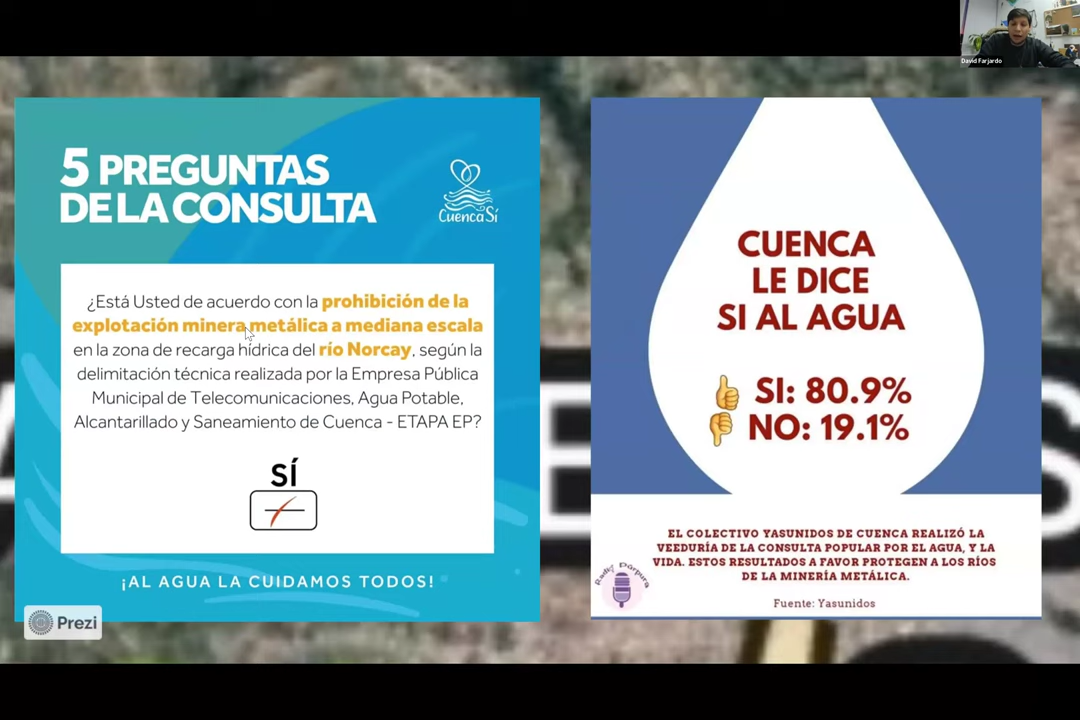 David Farjardo
5 PREGUNTAS
DE LA CONSULTA
Cuenca Sí
¿Está Usted de acuerdo con la prohibición de la
explotación minera metálica a mediana escala
en la zona de recarga hídrica del río Norcay, según la
delimitación técnica realizada por la Empresa Pública
Municipal de Telecomunicaciones, Agua Potable,
Alcantarillado y Saneamiento de Cuenca - ETAPA EP?
SÍ
¡AL AGUA LA CUIDAMOS TODOS!
Prezi
CUENCA
LE DICE
SI AL AGUA
SI: 80.9%
NO: 19.1%
EL COLECTIVO YASUNIDOS DE CUENCA REALIZÓ LA
VEEDURÍA DE LA CONSULTA POPULAR POR EL AGUA, Y LA
VIDA. ESTOS RESULTADOS A FAVOR PROTEGEN A LOS RÍOS
DE LA MINERÍA METÁLICA.
Radio Púrpura
Fuente: Yasunidos